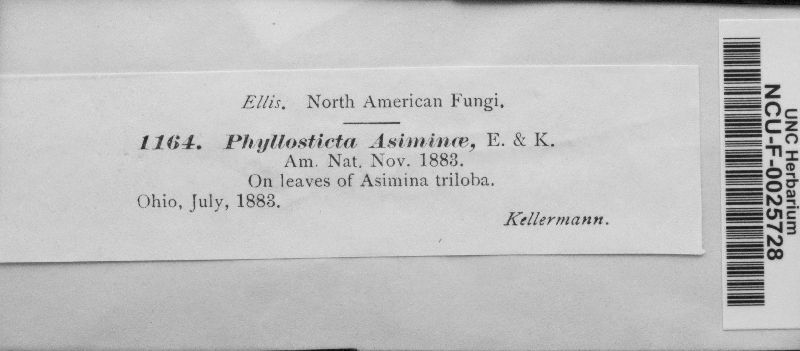 Ellis. North American Fungi.
1164. Phyllosticta Asiminæ, E. & K.
Am. Nat. Nov. 1883.
On leaves of Asimina triloba.
Ohio, July, 1883.
Kellermann.
UNC Herbarium
NCU-F-0025728